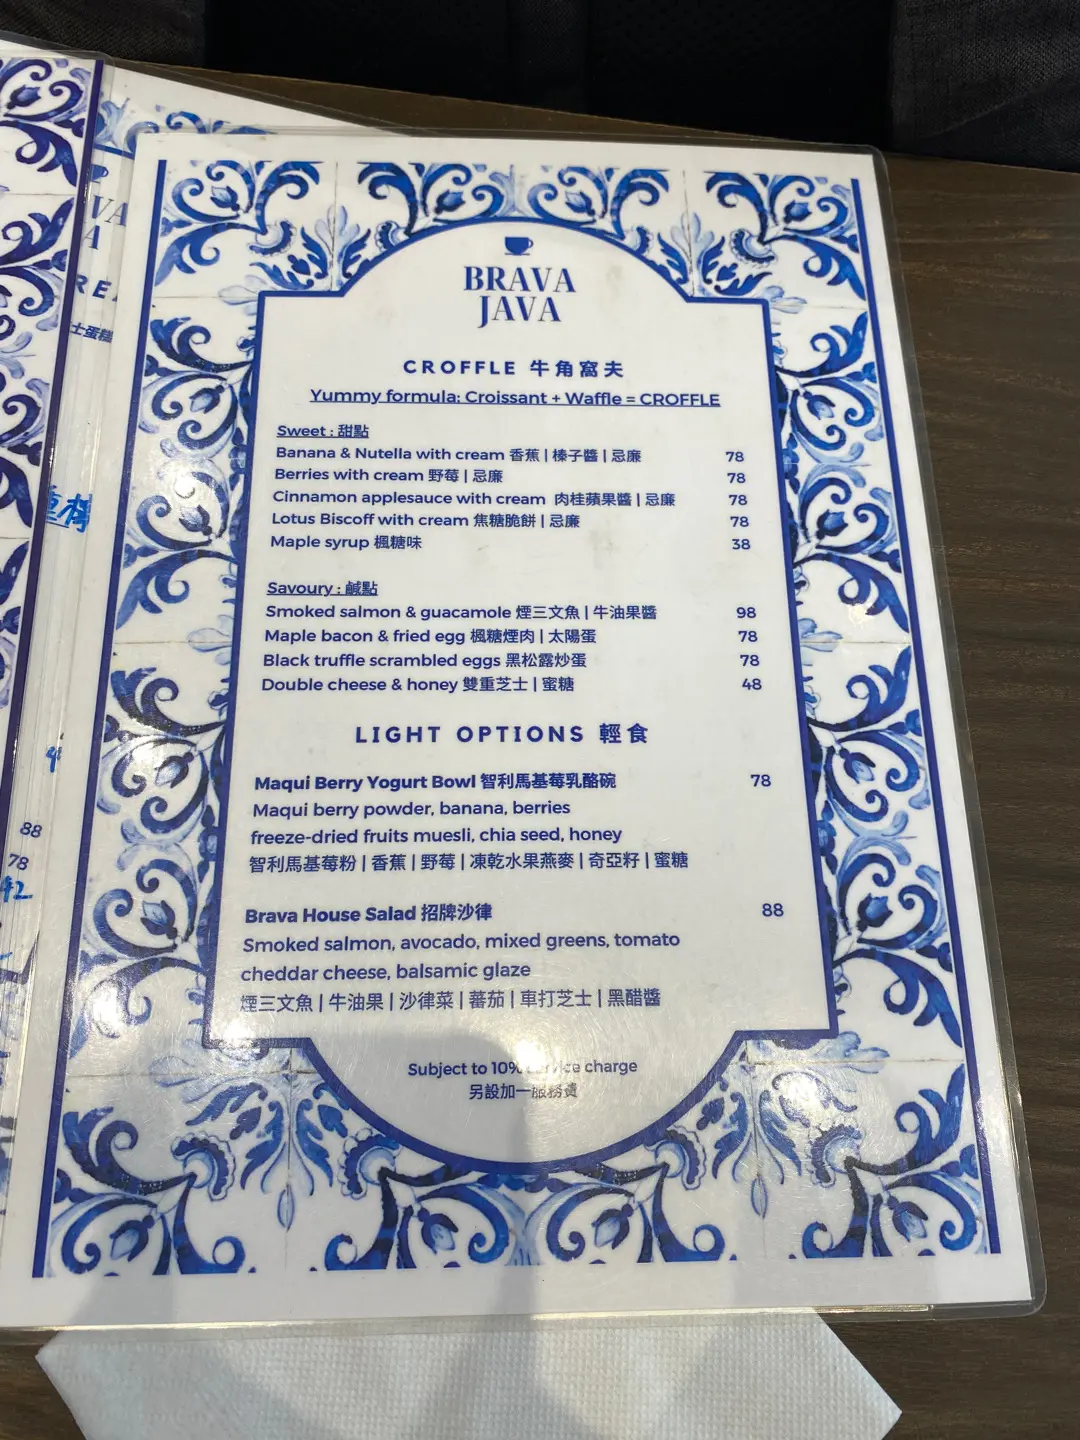 BRAVA
JAVA
CROFFLE 牛角窩夫
Yummy formula: Croissant + Waffle = CROFFLE
Sweet : 甜點
Banana & Nutella with cream 香蕉 | 榛子醬 | 忌廉 78
Berries with cream 野莓 | 忌廉 78
Cinnamon applesauce with cream 肉桂蘋果醬 | 忌廉 78
Lotus Biscoff with cream 焦糖脆餅 | 忌廉 78
Maple syrup 楓糖味 38
Savoury : 鹹點
Smoked salmon & guacamole 煙三文魚 | 牛油果醬 98
Maple bacon & fried egg 楓糖煙肉 | 太陽蛋 78
Black truffle scrambled eggs 黑松露炒蛋 78
Double cheese & honey 雙重芝士 | 蜜糖 48
LIGHT OPTIONS 輕食
Maqui Berry Yogurt Bowl 智利馬基莓乳酪碗 78
Maqui berry powder, banana, berries
freeze-dried fruits muesli, chia seed, honey
智利馬基莓粉 | 香蕉 | 野莓 | 凍乾水果燕麥 | 奇亞籽 | 蜜糖
Brava House Salad 招牌沙律 88
Smoked salmon, avocado, mixed greens, tomato
cheddar cheese, balsamic glaze
煙三文魚 | 牛油果 | 沙律菜 | 蕃茄 | 車打芝士 | 黑醋醬
Subject to 10% service charge
另設加一服務費
VA
A
RE
士蛋糕
88
78
42